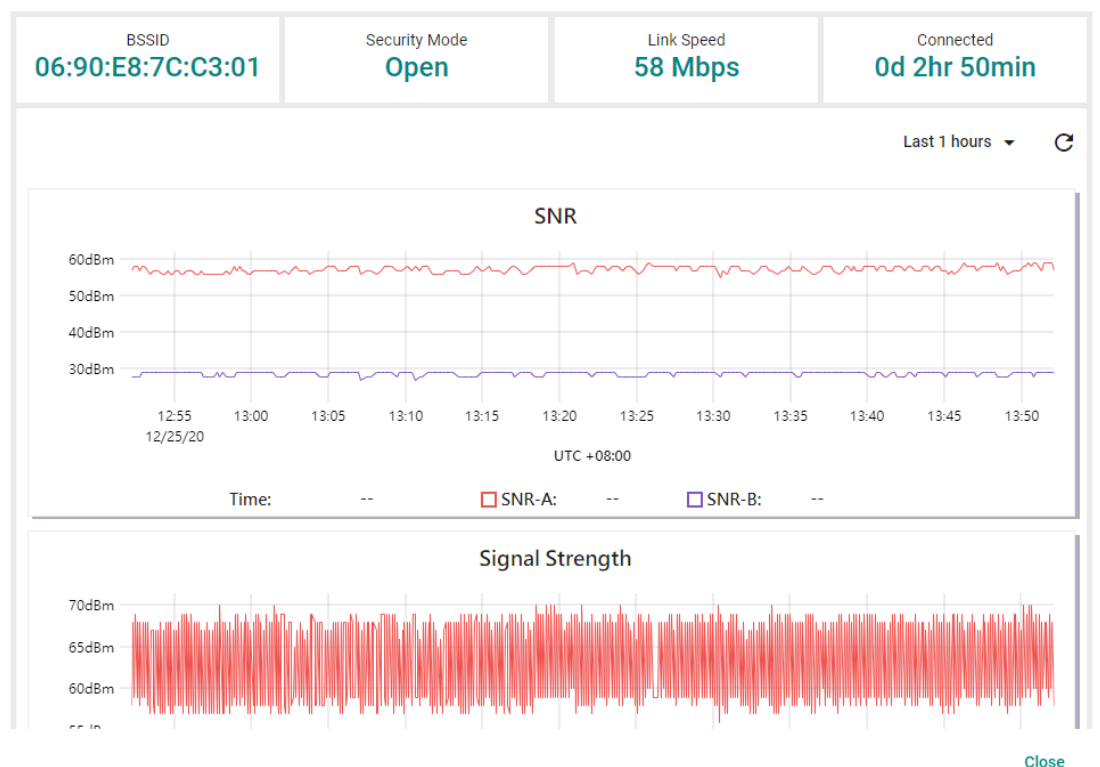 BSSID
06:90:E8:7C:C3:01
Security Mode
Open
Link Speed
58 Mbps
Connected
0d 2hr 50min
Last 1 hours
SNR
60dBm
50dBm
40dBm
30dBm
12:55 13:00 13:05 13:10 13:15 13:20 13:25 13:30 13:35 13:40 13:45 13:50
12/25/20
UTC +08:00
Time: -- SNR-A: -- SNR-B: --
Signal Strength
70dBm
65dBm
60dBm
Close